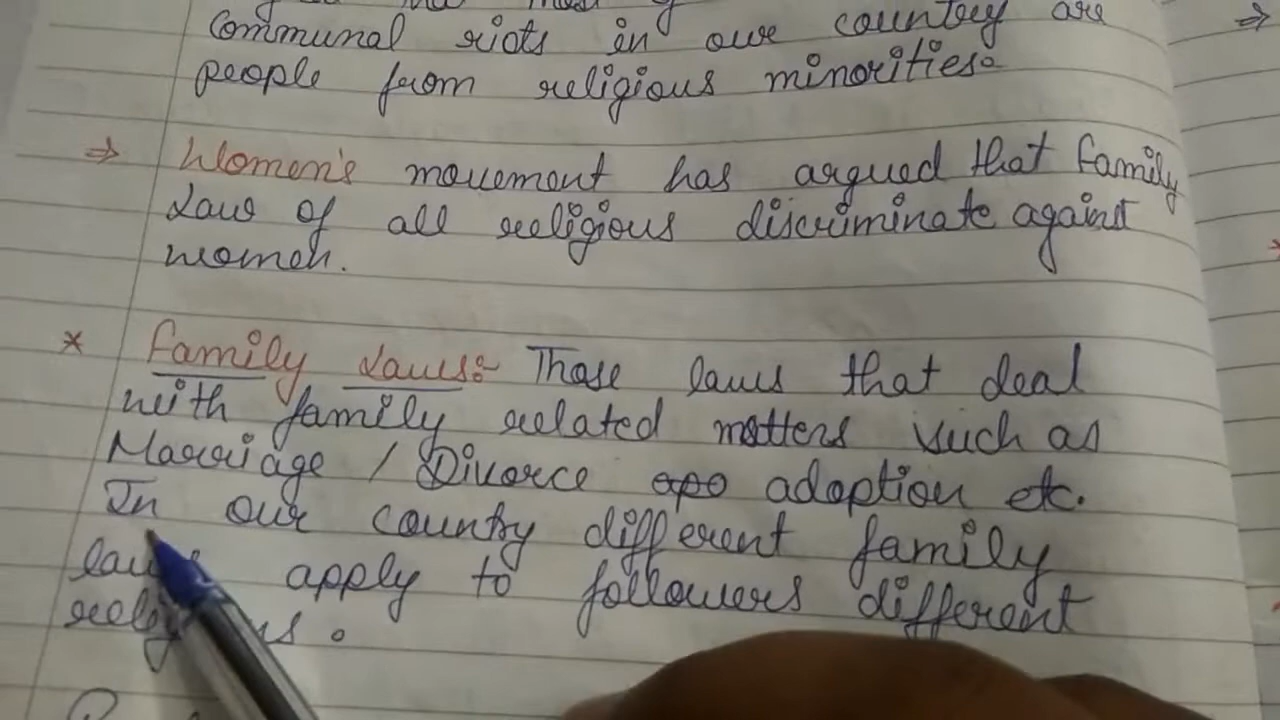 communal riots in our country are
people from religious minorities.
⇒ Women's movement has argued that family
Law of all religious discriminate against
women.
* Family Laws:- Those laws that deal
with family related matters such as
Marriage / Divorce adoption etc.
In our country different family
laws apply to followers different
religions.